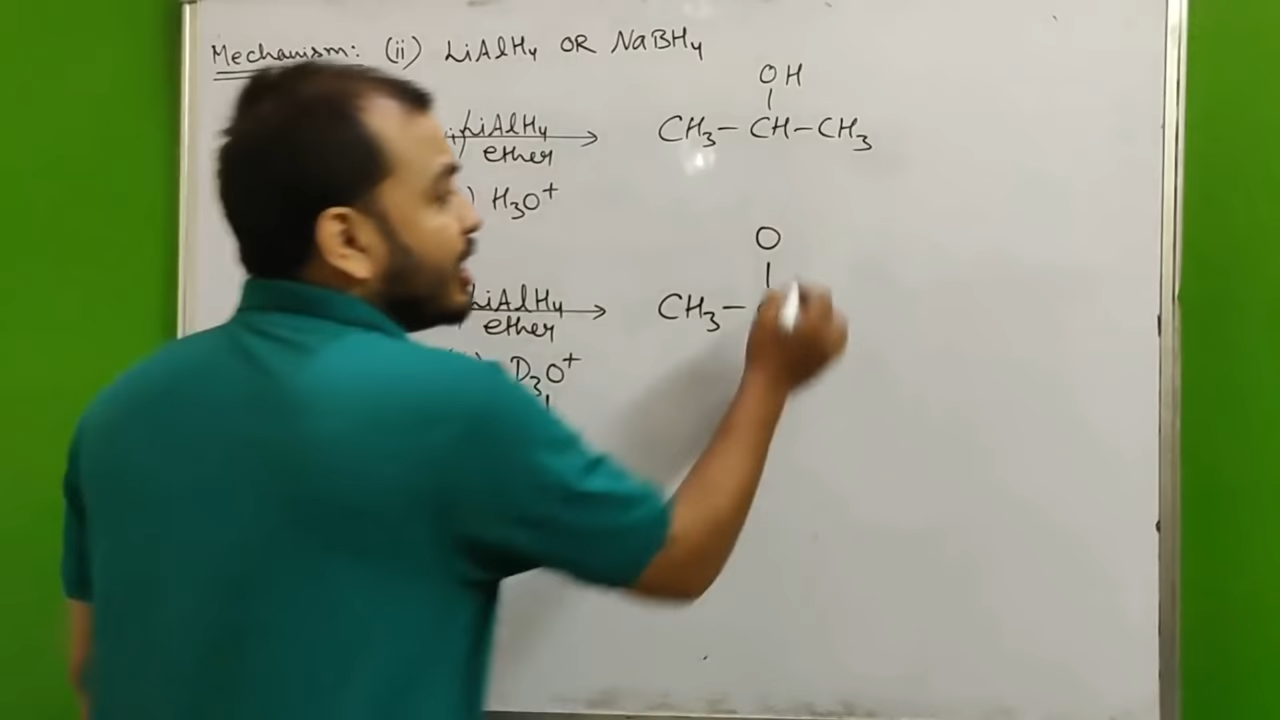 Mechanism: (ii) LiAlH4 OR NaBH4
OH
i) LiAlH4 CH3-CH-CH3
ether
) H3O+
O
LiAlH4 CH3-
ether
D3O+